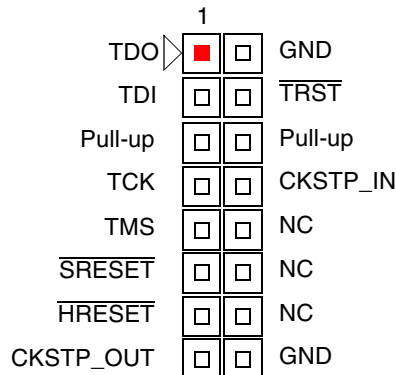 1
TDO GND
TDI TRST
Pull-up Pull-up
TCK CKSTP_IN
TMS NC
SRESET NC
HRESET NC
CKSTP_OUT GND